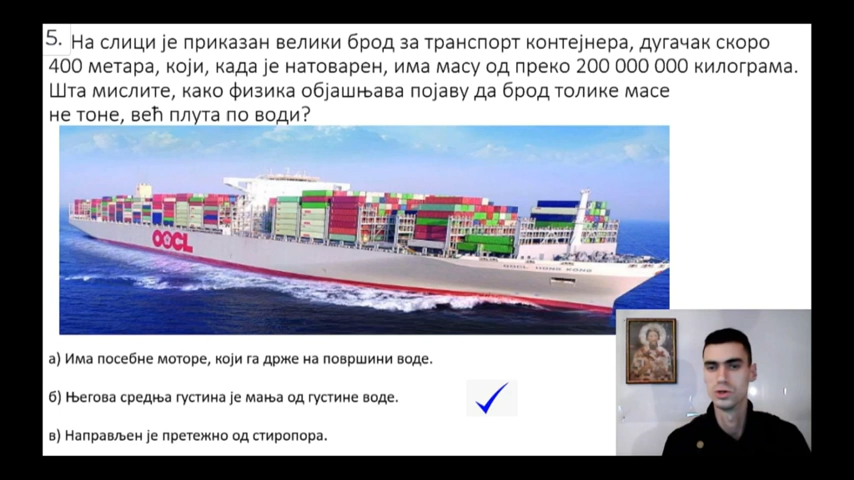 5. На слици је приказан велики брод за транспорт контејнера, дугачак скоро
400 метара, који, када је натоварен, има масу од преко 200 000 000 килограма.
Шта мислите, како физика објашњава појаву да брод толике масе
не тоне, већ плута по води?
OOCL
OOCL HONG KONG
а) Има посебне моторе, који га држе на површини воде.
б) Његова средња густина је мања од густине воде.
в) Направљен је претежно од стиропора.